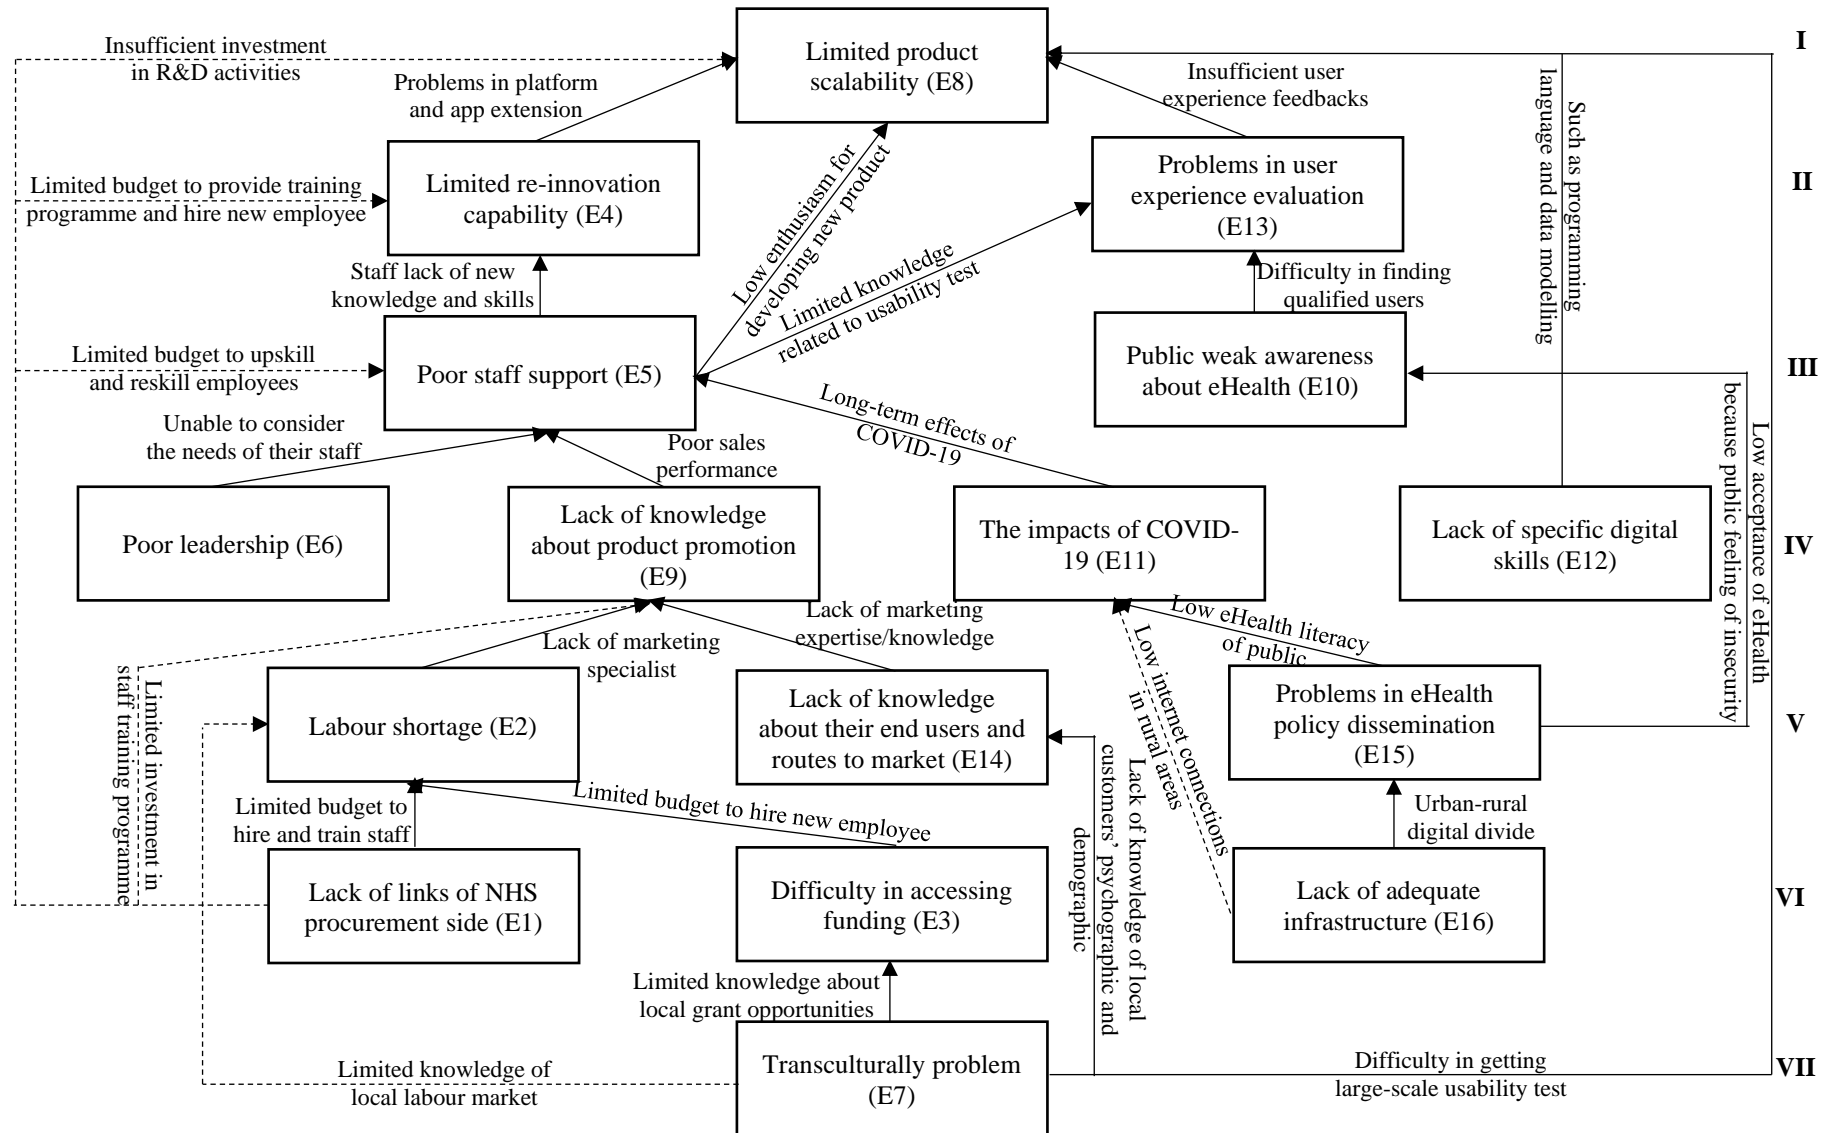 I
Limited product
scalability (E8)
Insufficient investment
in R&D activities
Problems in platform
and app extension
Insufficient user
experience feedbacks
Such as programming
language and data modelling
Low enthusiasm for
developing new product
Limited re-innovation
capability (E4)
Problems in user
experience evaluation
(E13)
II
Limited budget to provide training
programme and hire new employee
Limited knowledge
related to usability test
Staff lack of new
knowledge and skills
Difficulty in finding
qualified users
Poor staff support (E5)
Public weak awareness
about eHealth (E10)
III
Limited budget to upskill
and reskill employees
Unable to consider
the needs of their staff
Poor sales
performance
Long-term effects of
COVID-19
Low acceptance of eHealth
because public feeling of insecurity
Poor leadership (E6)
Lack of knowledge
about product promotion
(E9)
The impacts of COVID-
19 (E11)
Lack of specific digital
skills (E12)
IV
Lack of marketing
specialist
Lack of marketing
expertise/knowledge
Low eHealth literacy
of public
Low internet connections
in rural areas
Limited investment in
staff training programme
Labour shortage (E2)
Lack of knowledge
about their end users and
routes to market (E14)
Problems in eHealth
policy dissemination
(E15)
V
Limited budget to
hire and train staff
Limited budget to hire new employee
Lack of knowledge of local
customers’ psychographic and
demographic
Urban-rural
digital divide
Lack of links of NHS
procurement side (E1)
Difficulty in accessing
funding (E3)
Lack of adequate
infrastructure (E16)
VI
Limited knowledge about
local grant opportunities
Limited knowledge of
local labour market
Transculturally problem
(E7)
Difficulty in getting
large-scale usability test
VII